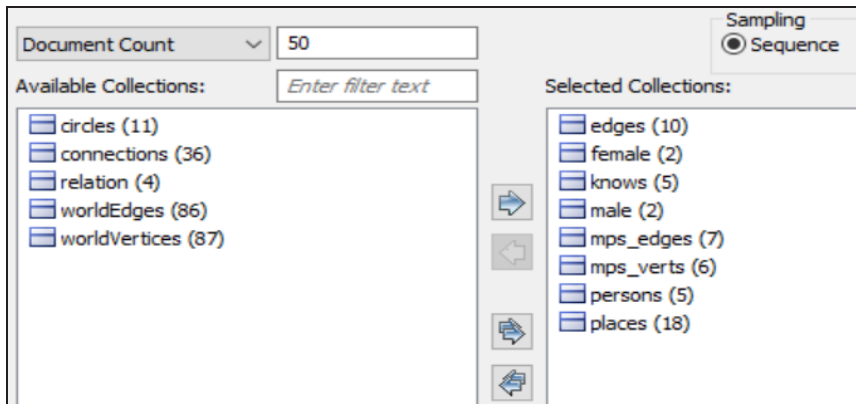 Sampling
Document Count 50 Sequence
Available Collections: Enter filter text Selected Collections:
circles (11)
connections (36)
relation (4)
worldEdges (86)
worldVertices (87)
edges (10)
female (2)
knows (5)
male (2)
mps_edges (7)
mps_verts (6)
persons (5)
places (18)